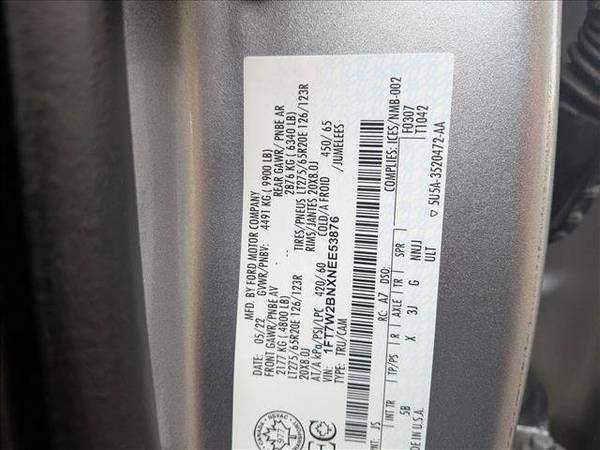 MFD. BY FORD MOTOR COMPANY
05/22 GVWR/PNBV: 4491 KG ( 9900 LB)
FRONT GAWR/PNBE AV REAR GAWR/ PNBE AR
2177 KG ( 4800 LB) 2876 KG ( 6340 LB)
LT275/65R20E 126/123R TIRES/PNEUS LT275/65R20E 126/123R
20X8.0J RIMS/JANTES 20X8.0J
AT/A kPa/PSI/LPC 420/60 COLD/A FROID 450/65
VIN: 1FT7W2BNXNEE53876 /JUMELEES
TYPE: TRU/CAM
COMPLIES: ICES/NMB-002
JS RC: A7 DSO: F0307
T1042
INT TR TP/PS R AXLE TR SPR
5B X 3J G NNJJ
ULT
MADE IN U.S.A. ▽ 5U5A-3520472-AA
CANADA
NSVAC
977